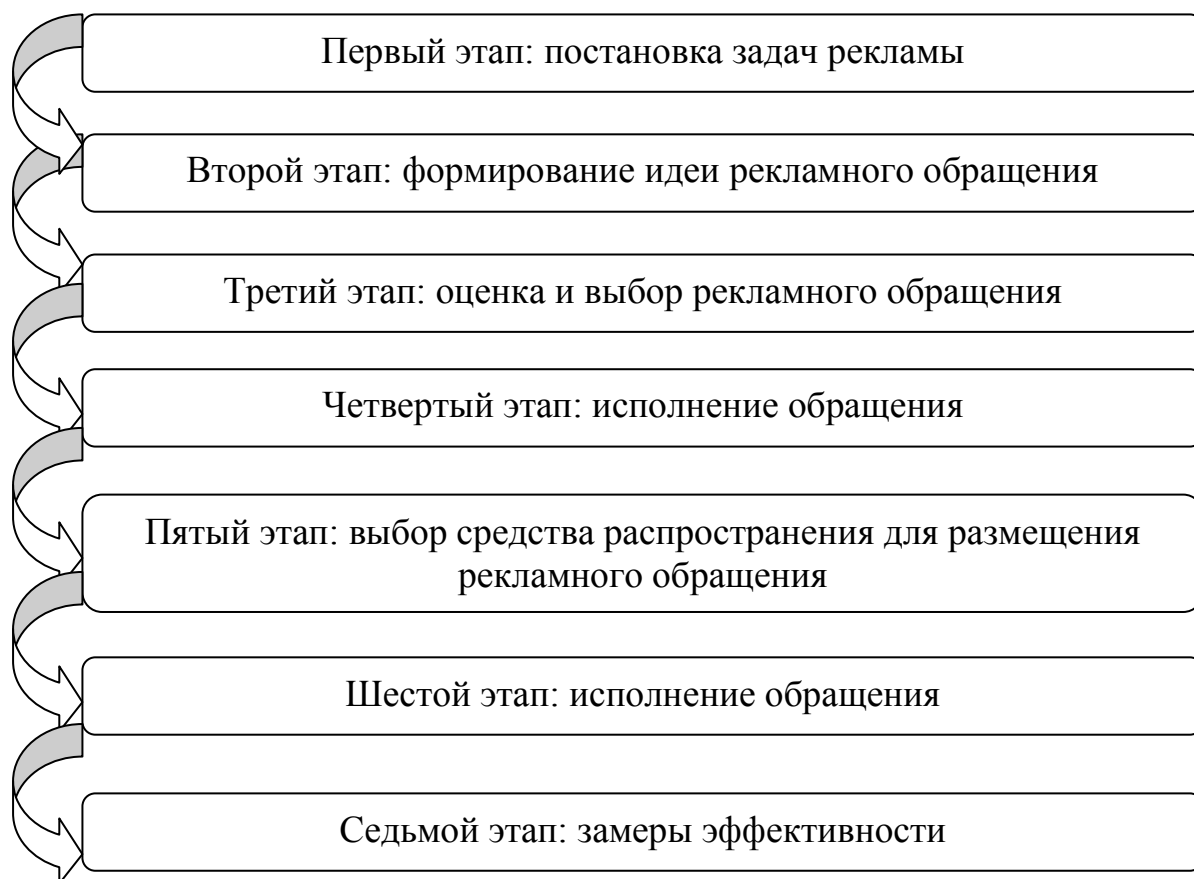 Первый этап: постановка задач рекламы
Второй этап: формирование идеи рекламного обращения
Третий этап: оценка и выбор рекламного обращения
Четвертый этап: исполнение обращения
Пятый этап: выбор средства распространения для размещения
рекламного обращения
Шестой этап: исполнение обращения
Седьмой этап: замеры эффективности